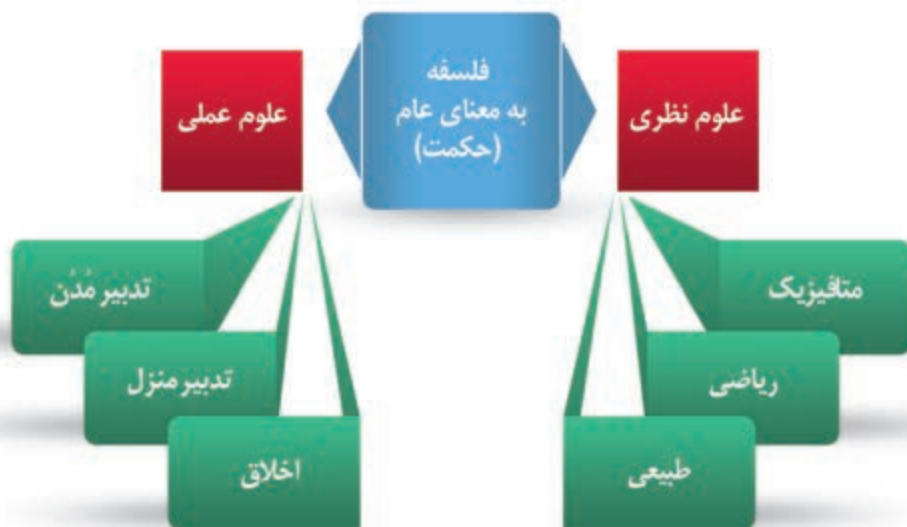 فلسفه
به معنای عام
(حکمت)
علوم نظری
علوم عملی
متافیزیک
ریاضی
طبیعی
تدبیر مُدُن
تدبیر منزل
اخلاق